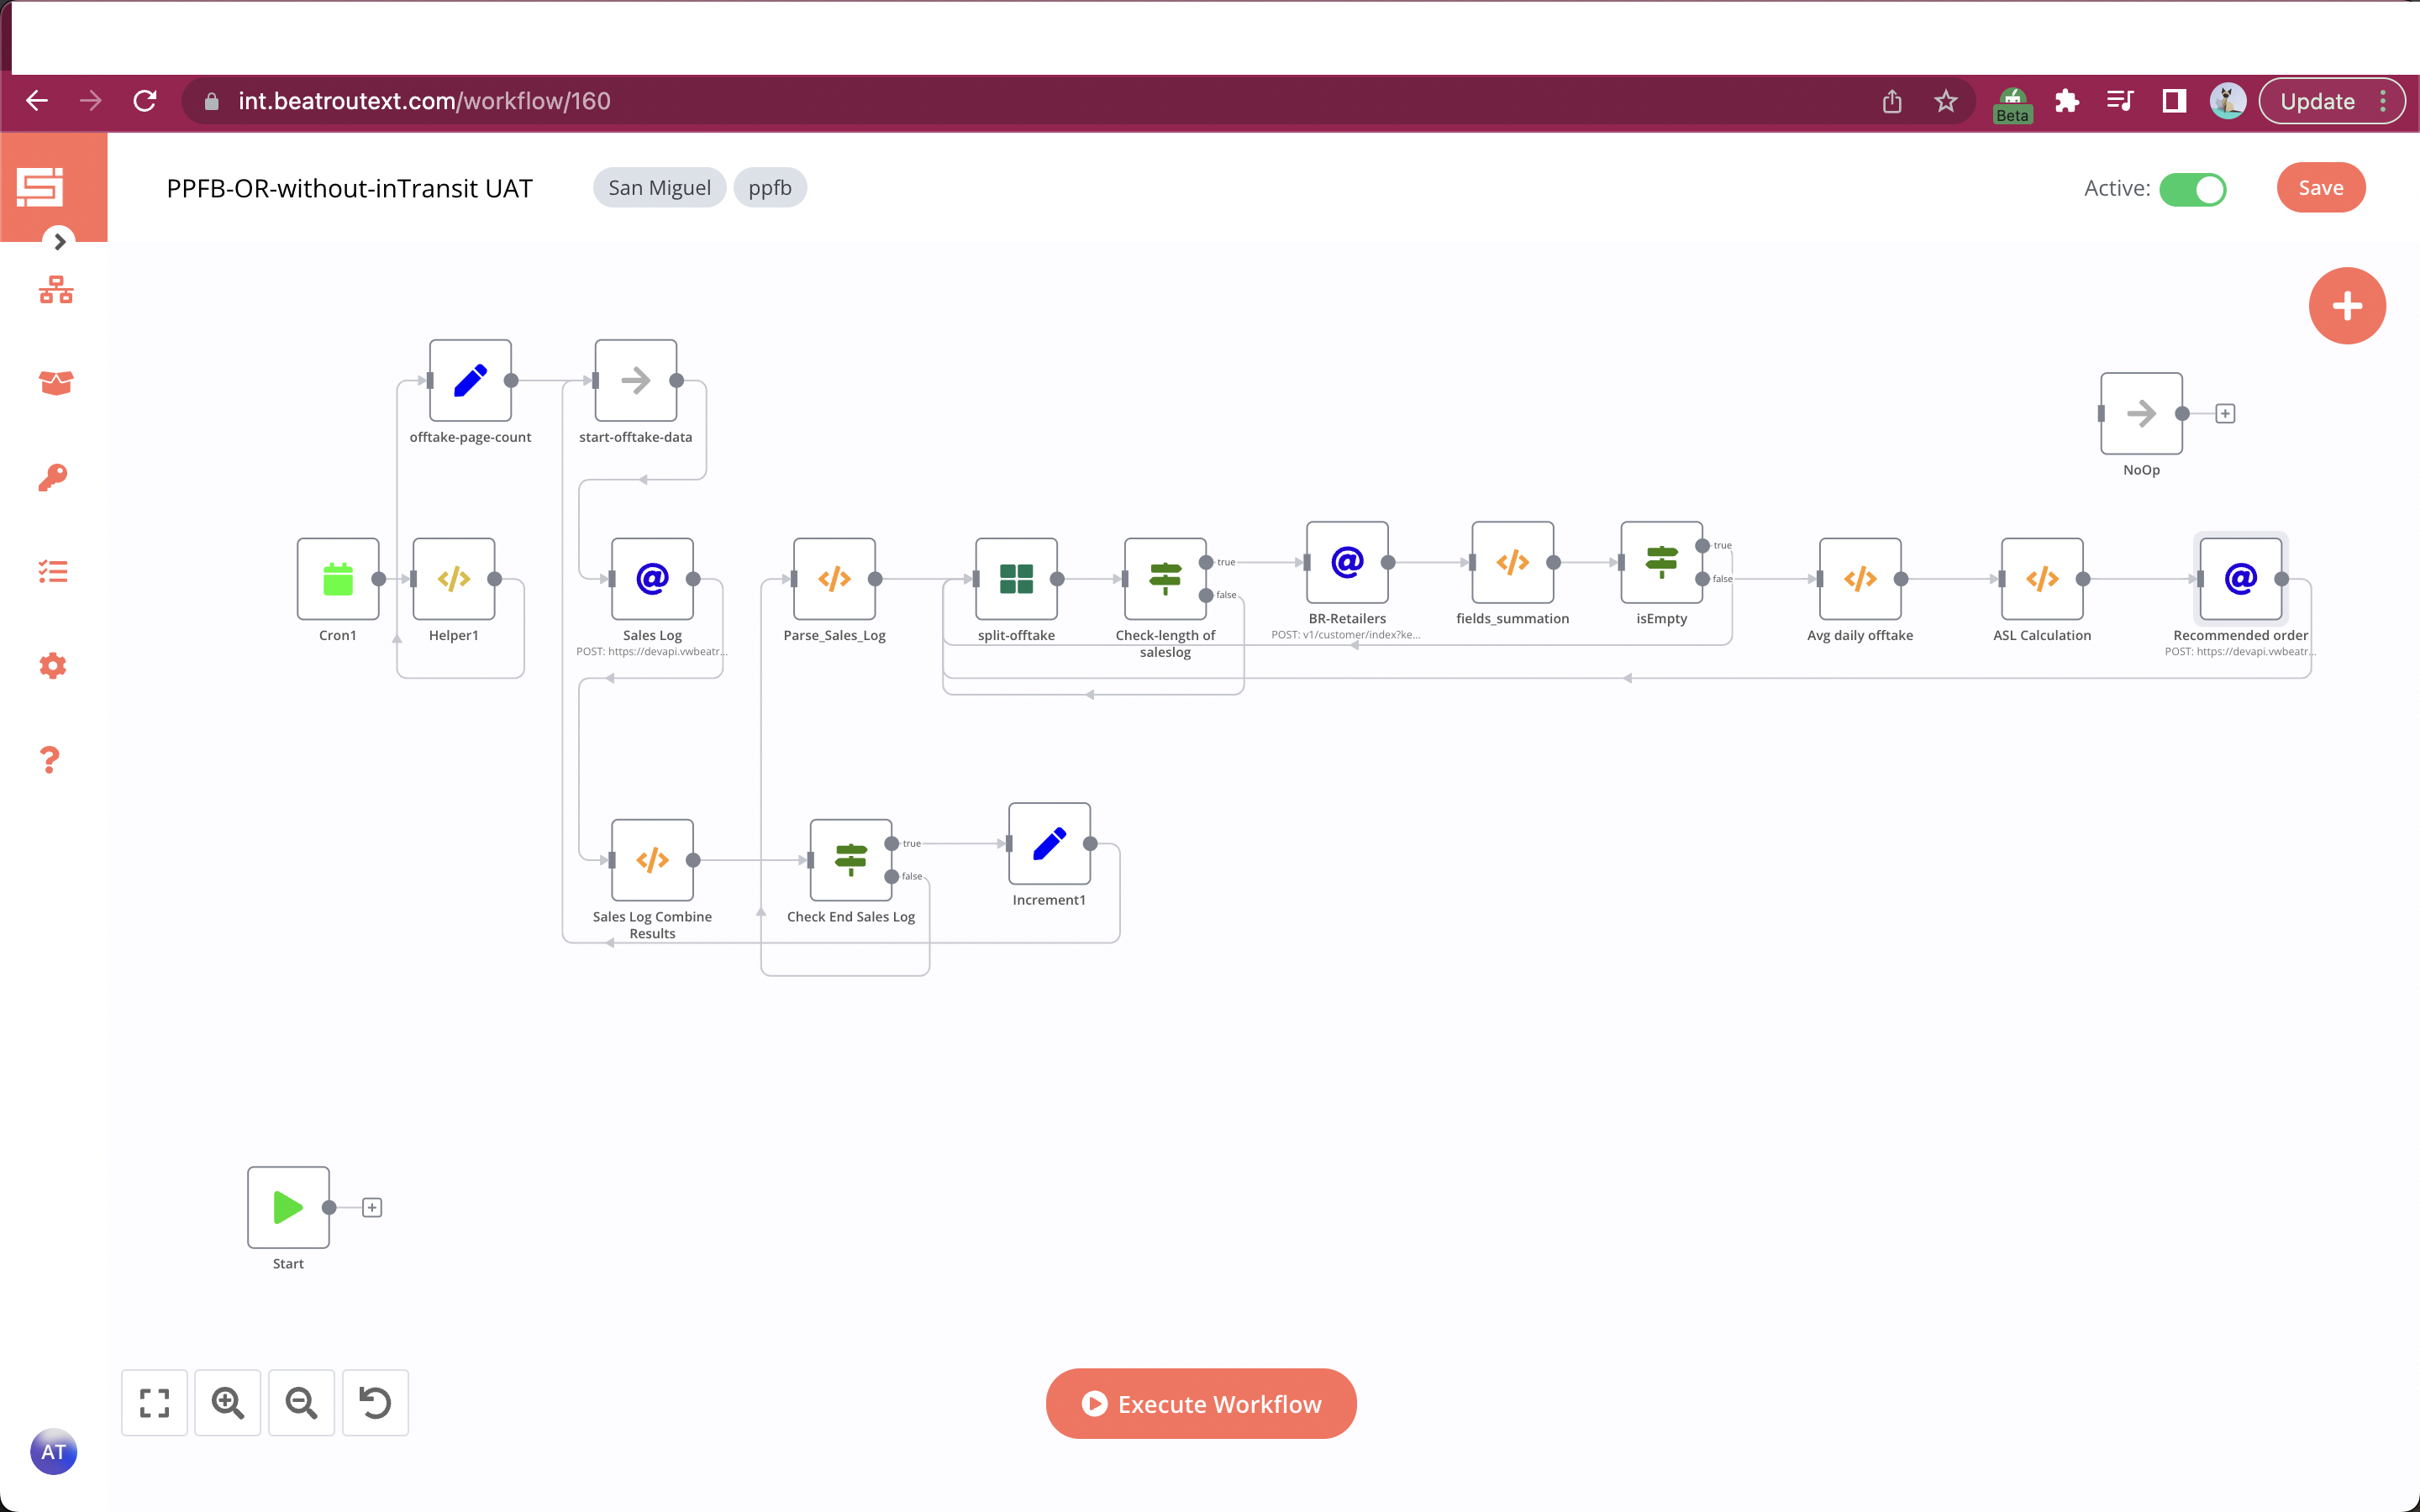 int.beatroutext.com/workflow/160
Beta
Update
PPFB-OR-without-inTransit UAT
San Miguel
ppfb
Active:
Save
offtake-page-count
start-offtake-data
NoOp
Cron1
Helper1
Sales Log
POST: https://devapi.vwbeatr...
Parse_Sales_Log
split-offtake
true
false
Check-length of
saleslog
BR-Retailers
POST: v1/customer/index?ke...
fields_summation
true
false
isEmpty
Avg daily offtake
ASL Calculation
Recommended order
POST: https://devapi.vwbeatr...
Sales Log Combine
Results
true
false
Check End Sales Log
Increment1
Start
Execute Workflow
AT